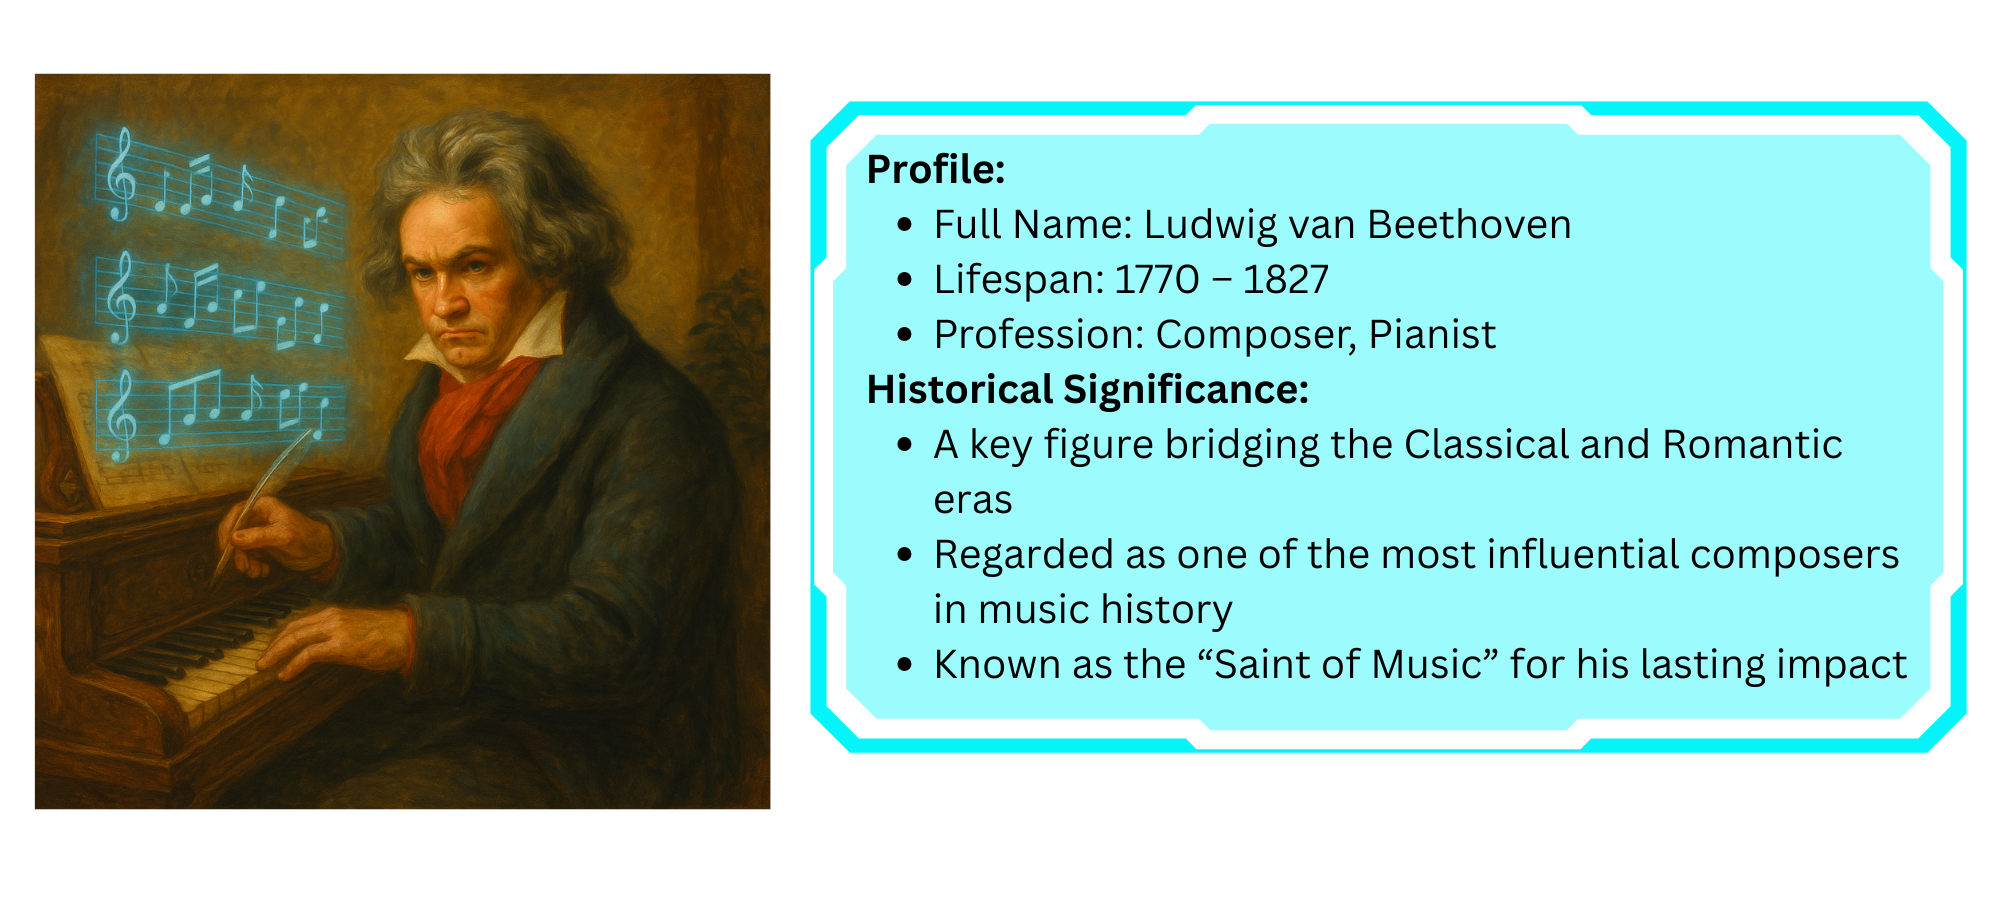 Profile:
• Full Name: Ludwig van Beethoven
• Lifespan: 1770 – 1827
• Profession: Composer, Pianist
Historical Significance:
• A key figure bridging the Classical and Romantic
eras
• Regarded as one of the most influential composers
in music history
• Known as the “Saint of Music” for his lasting impact